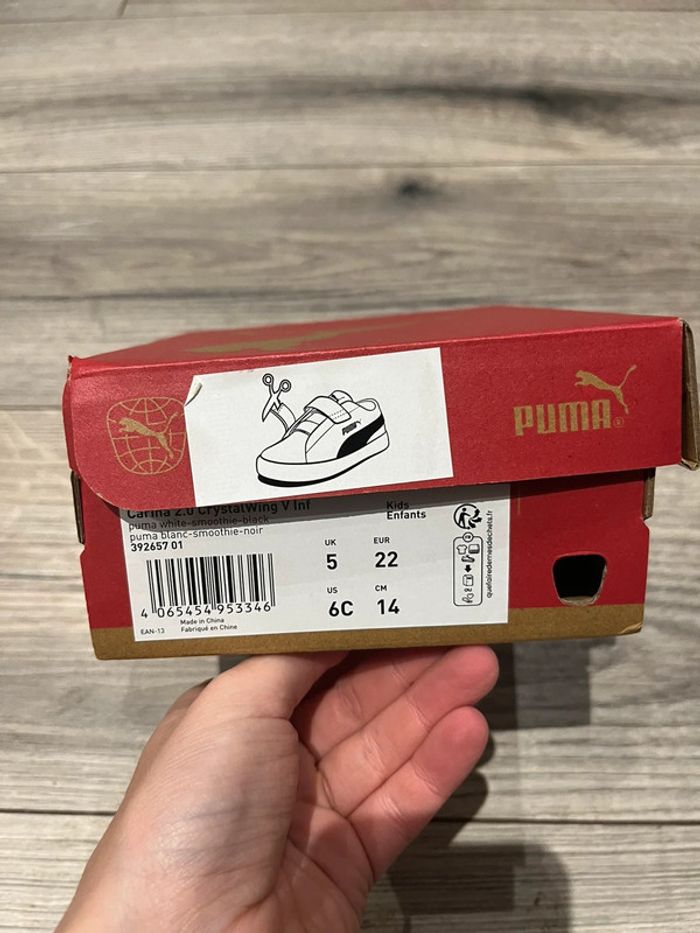 PUMA®
PUMA
Carina 2.0 CrystalWing V Inf
Kids
Enfants
puma white-smoothie-black
puma blanc-smoothie-noir
392657 01
UK
5
EUR
22
US
6C
CM
14
4 065454 953346
EAN-13
Made in China
Fabriqué en Chine
quefairedemesdechets.fr